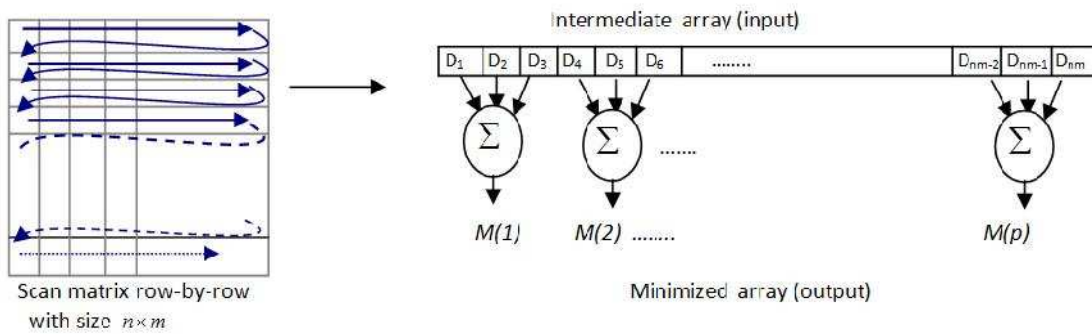 Intermediate array (input)
D1 D2 D3 D4 D5 D6 ........ Dnm-2 Dnm-1 Dnm
Σ Σ ....... Σ
M(1) M(2) ........ M(p)
Scan matrix row-by-row
with size n×m
Minimized array (output)